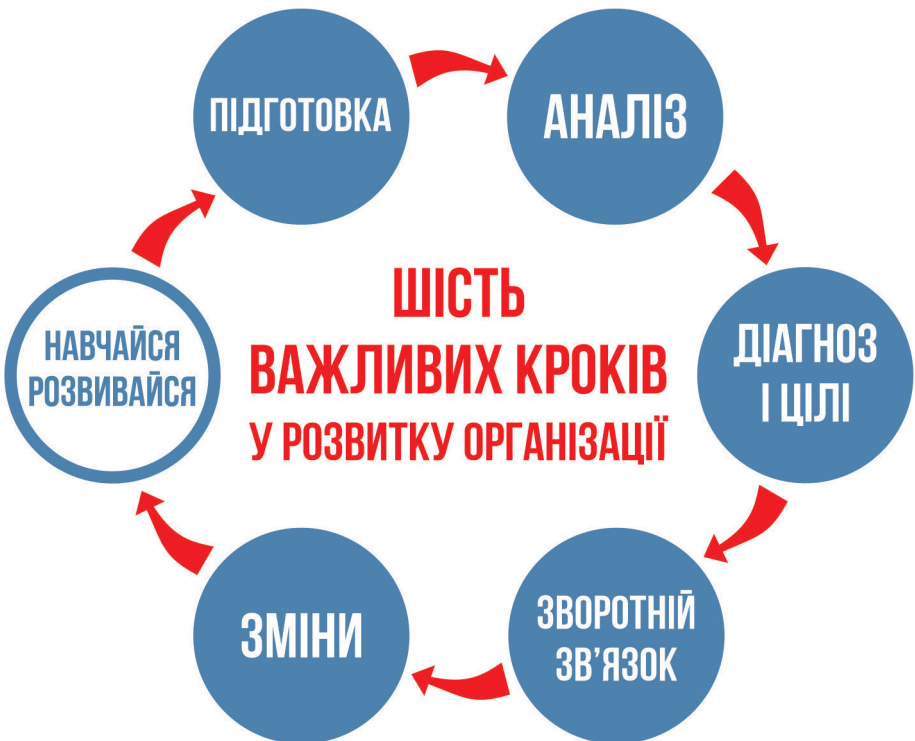 ПІДГОТОВКА
АНАЛІЗ
ДІАГНОЗ
І ЦІЛІ
ЗВОРОТНІЙ
ЗВ'ЯЗОК
ЗМІНИ
НАВЧАЙСЯ
РОЗВИВАЙСЯ
ШІСТЬ
ВАЖЛИВИХ КРОКІВ
У РОЗВИТКУ ОРГАНІЗАЦІЇ